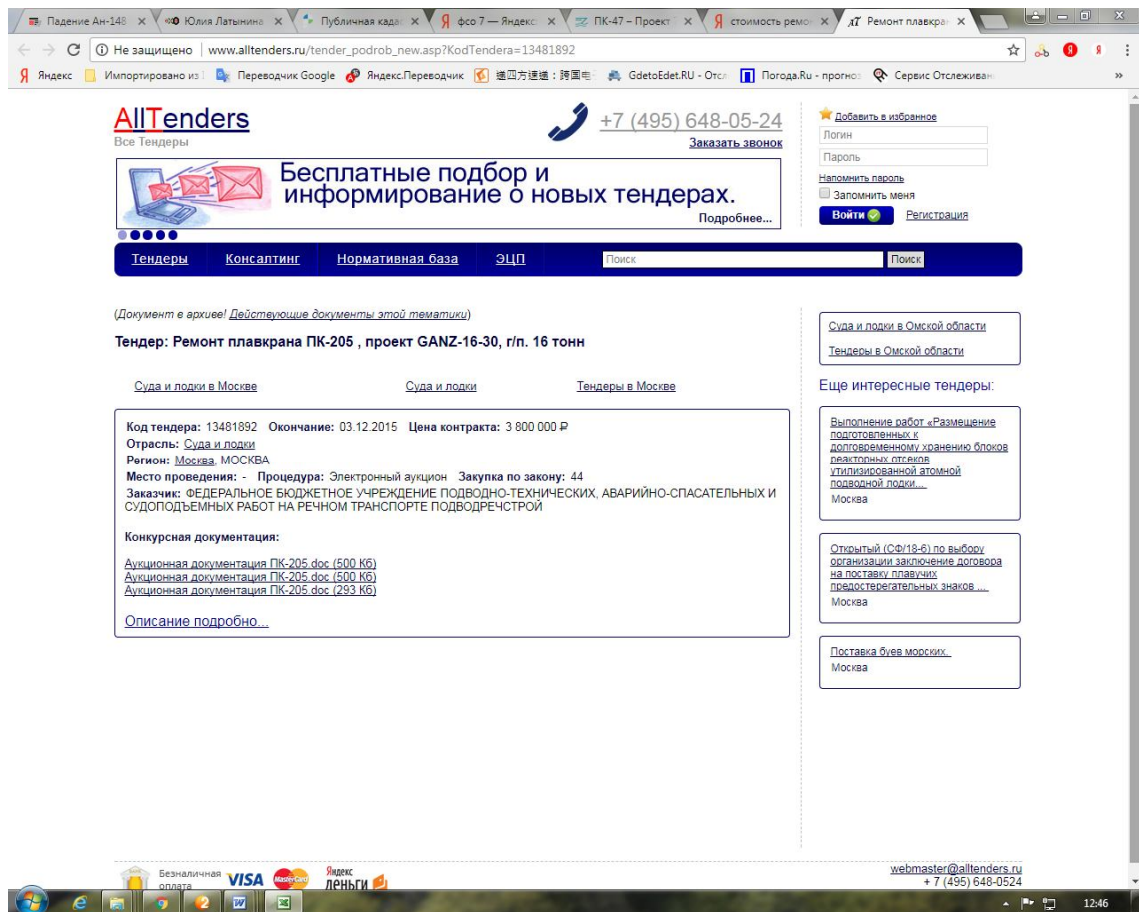 Падение Ан-148
Юлия Латынина
Публичная када
фсо 7 — Яндекс
ПК-47 – Проект
стоимость ремо
Ремонт плавкран
Не защищено | www.alltenders.ru/tender_podrob_new.asp?KodTendera=13481892
Яндекс
Импортировано из
Переводчик Google
Яндекс.Переводчик
GdetoEdet.RU - Отсл
Погода.Ru - прогноз
Сервис Отслеживан
AllTenders
Все Тендеры
+7 (495) 648-05-24
Заказать звонок
Бесплатные подбор и
информирование о новых тендерах.
Подробнее...
Добавить в избранное
Логин
Пароль
Напомнить пароль
Запомнить меня
Войти
Регистрация
Тендеры Консалтинг Нормативная база ЭЦП Поиск Поиск
(Документ в архиве! Действующие документы этой тематики)
Тендер: Ремонт плавкрана ПК-205 , проект GANZ-16-30, г/п. 16 тонн
Суда и лодки в Москве Суда и лодки Тендеры в Москве
Код тендера: 13481892 Окончание: 03.12.2015 Цена контракта: 3 800 000 ₽
Отрасль: Суда и лодки
Регион: Москва, МОСКВА
Место проведения: - Процедура: Электронный аукцион Закупка по закону: 44
Заказчик: ФЕДЕРАЛЬНОЕ БЮДЖЕТНОЕ УЧРЕЖДЕНИЕ ПОДВОДНО-ТЕХНИЧЕСКИХ, АВАРИЙНО-СПАСАТЕЛЬНЫХ И
СУДОПОДЪЕМНЫХ РАБОТ НА РЕЧНОМ ТРАНСПОРТЕ ПОДВОДРЕЧСТРОЙ
Конкурсная документация:
Аукционная документация ПК-205.doc (500 Кб)
Аукционная документация ПК-205.doc (500 Кб)
Аукционная документация ПК-205.doc (293 Кб)
Описание подробно...
Суда и лодки в Омской области
Тендеры в Омской области
Еще интересные тендеры:
Выполнение работ «Размещение
подготовленных к
долговременному хранению блоков
реакторных отсеков
утилизированной атомной
подводной лодки...
Москва
Открытый (СФ/18-6) по выбору
организации заключение договора
на поставку плавучих
предостерегательных знаков ...
Москва
Поставка буев морских.
Москва
Безналичная
оплата
VISA
MasterCard
Яндекс
деньги
webmaster@alltenders.ru
+ 7 (495) 648-0524
12:46